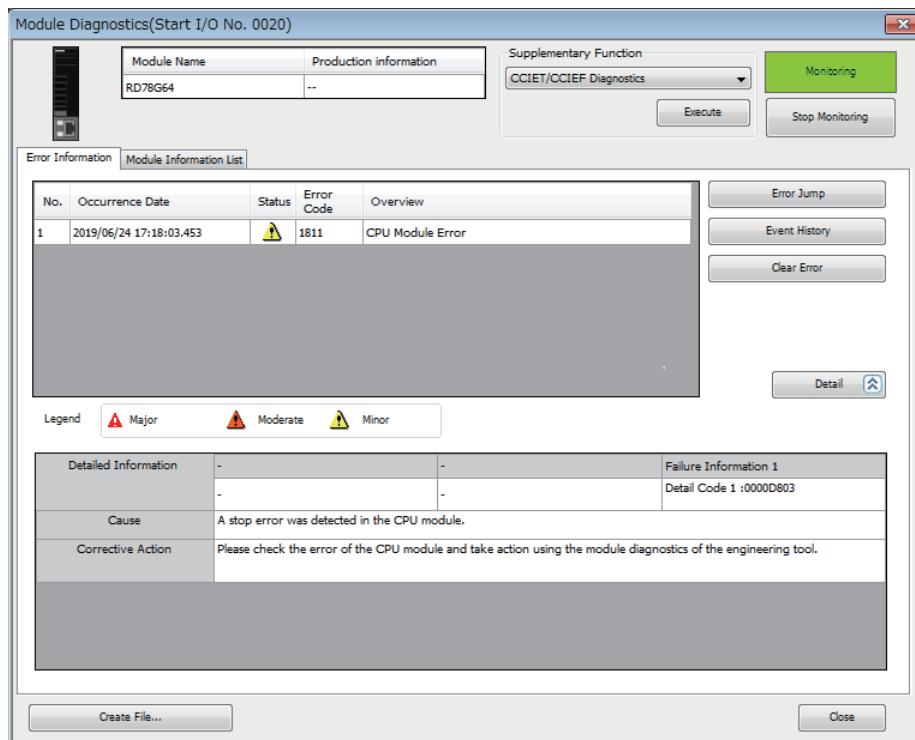 Module Diagnostics(Start I/O No. 0020)
Module Name Production information
RD78G64 --
Supplementary Function
CCIET/CCIEF Diagnostics
Execute
Monitoring
Stop Monitoring
Error Information Module Information List
No. Occurrence Date Status Error Code Overview
1 2019/06/24 17:18:03.453 1811 CPU Module Error
Error Jump
Event History
Clear Error
Detail
Legend Major Moderate Minor
Detailed Information - - Failure Information 1
- - Detail Code 1 :0000D803
Cause A stop error was detected in the CPU module.
Corrective Action Please check the error of the CPU module and take action using the module diagnostics of the engineering tool.
Create File... Close